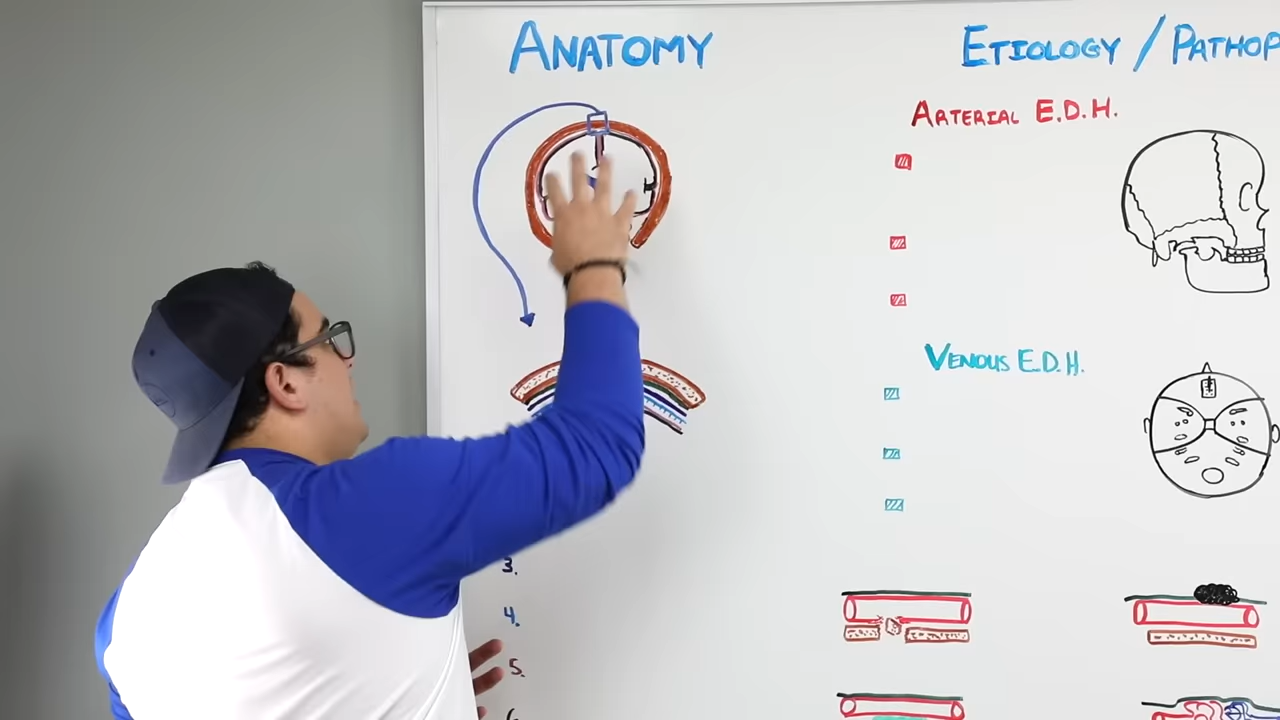 ANATOMY
ETIOLOGY / PATHOP
ARTERIAL E.D.H.
VENOUS E.D.H.
3.
4.
5.